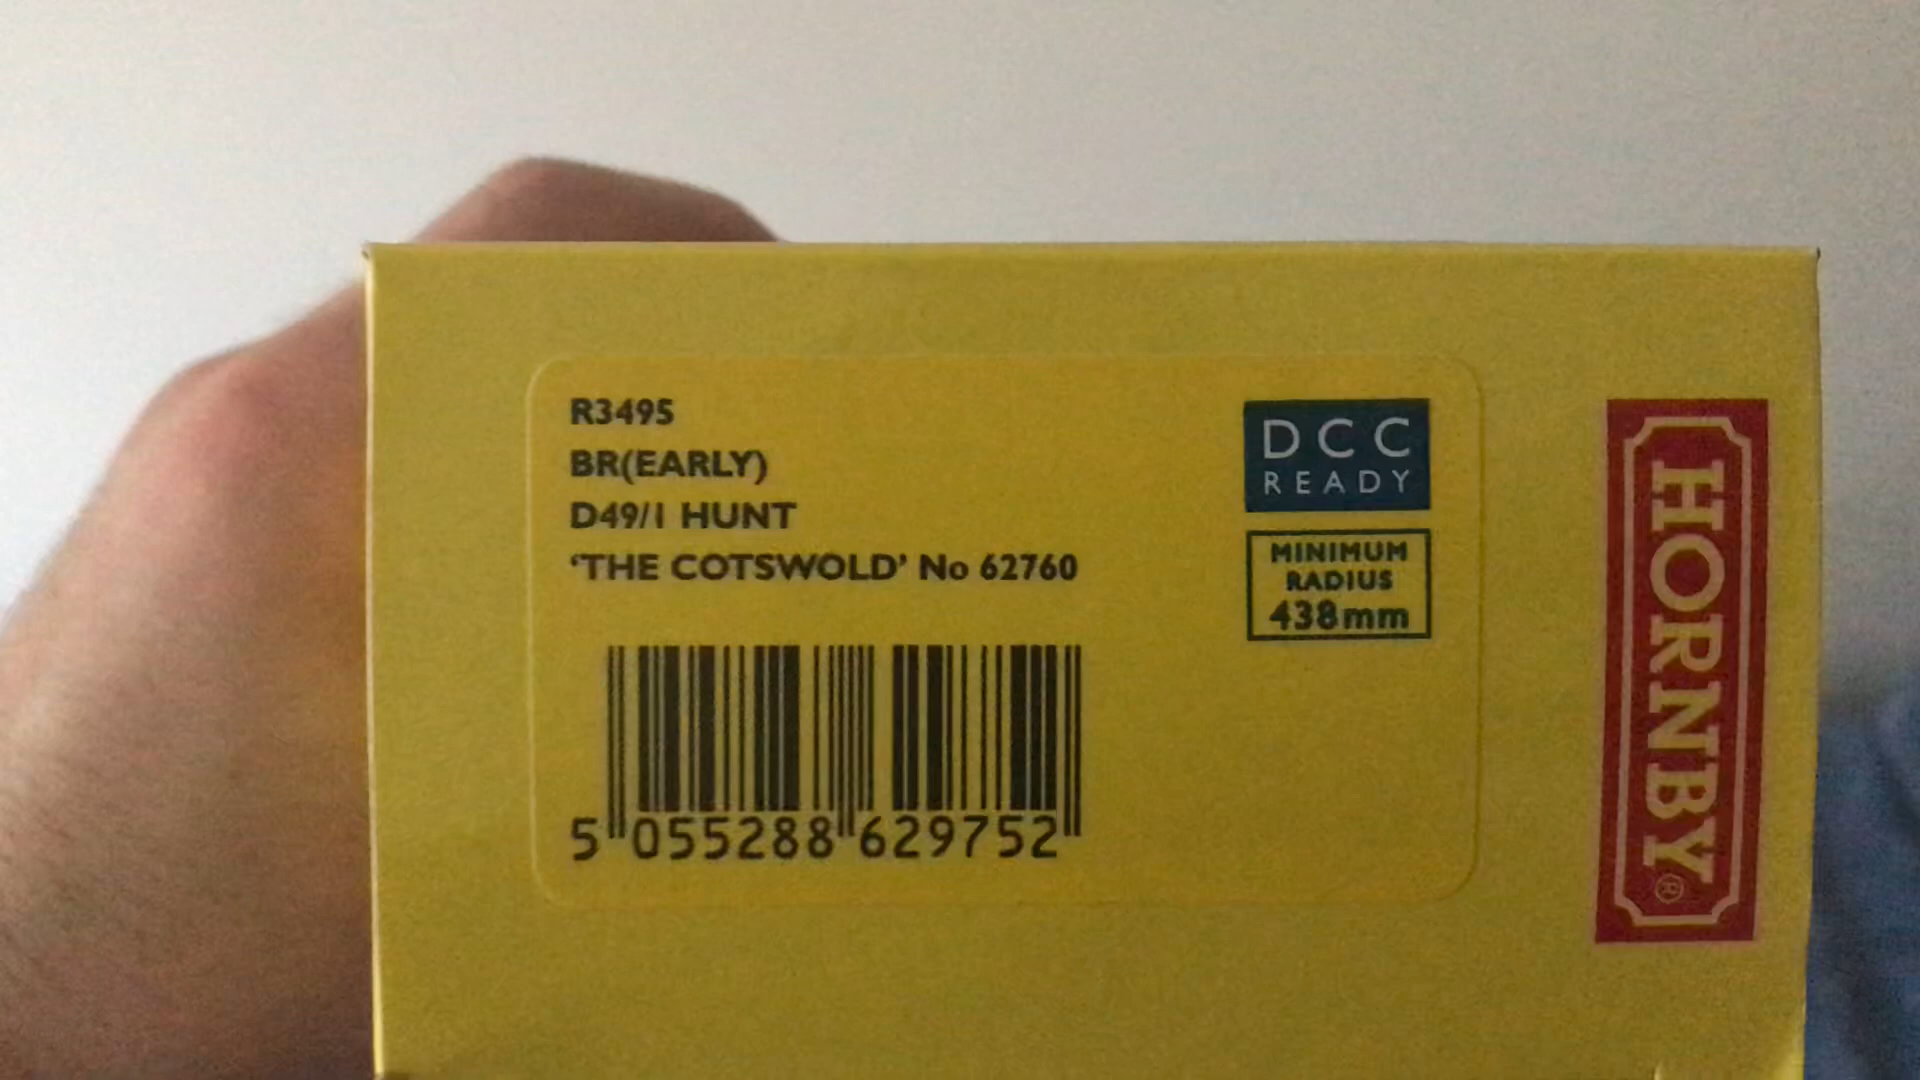 R3495
BR(EARLY)
D49/1 HUNT
‘THE COTSWOLD’ No 62760
5 055288 629752
DCC
READY
MINIMUM
RADIUS
438mm
HORNBY®